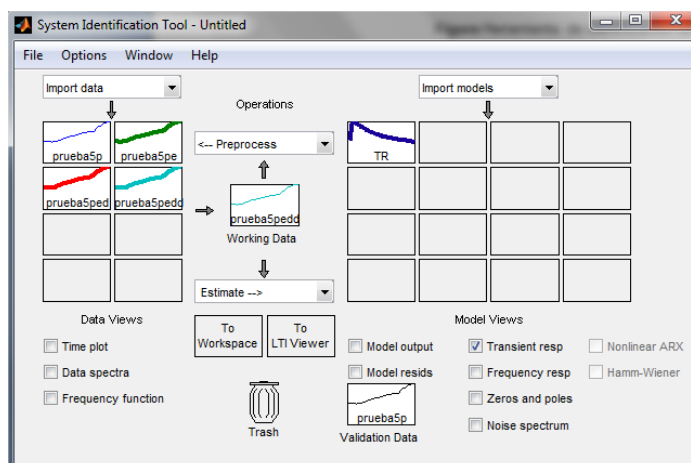 System Identification Tool - Untitled
File Options Window Help
Import data
Operations
Import models
prueba5p prueba5pe
<-- Preprocess
TR
prueba5ped prueba5pedd
prueba5pedd
Working Data
Estimate -->
Data Views
To Workspace
To LTI Viewer
Model Views
Time plot
Data spectra
Frequency function
Model output
Model resids
Transient resp
Frequency resp
Zeros and poles
Noise spectrum
Nonlinear ARX
Hamm-Wiener
Trash
prueba5p
Validation Data